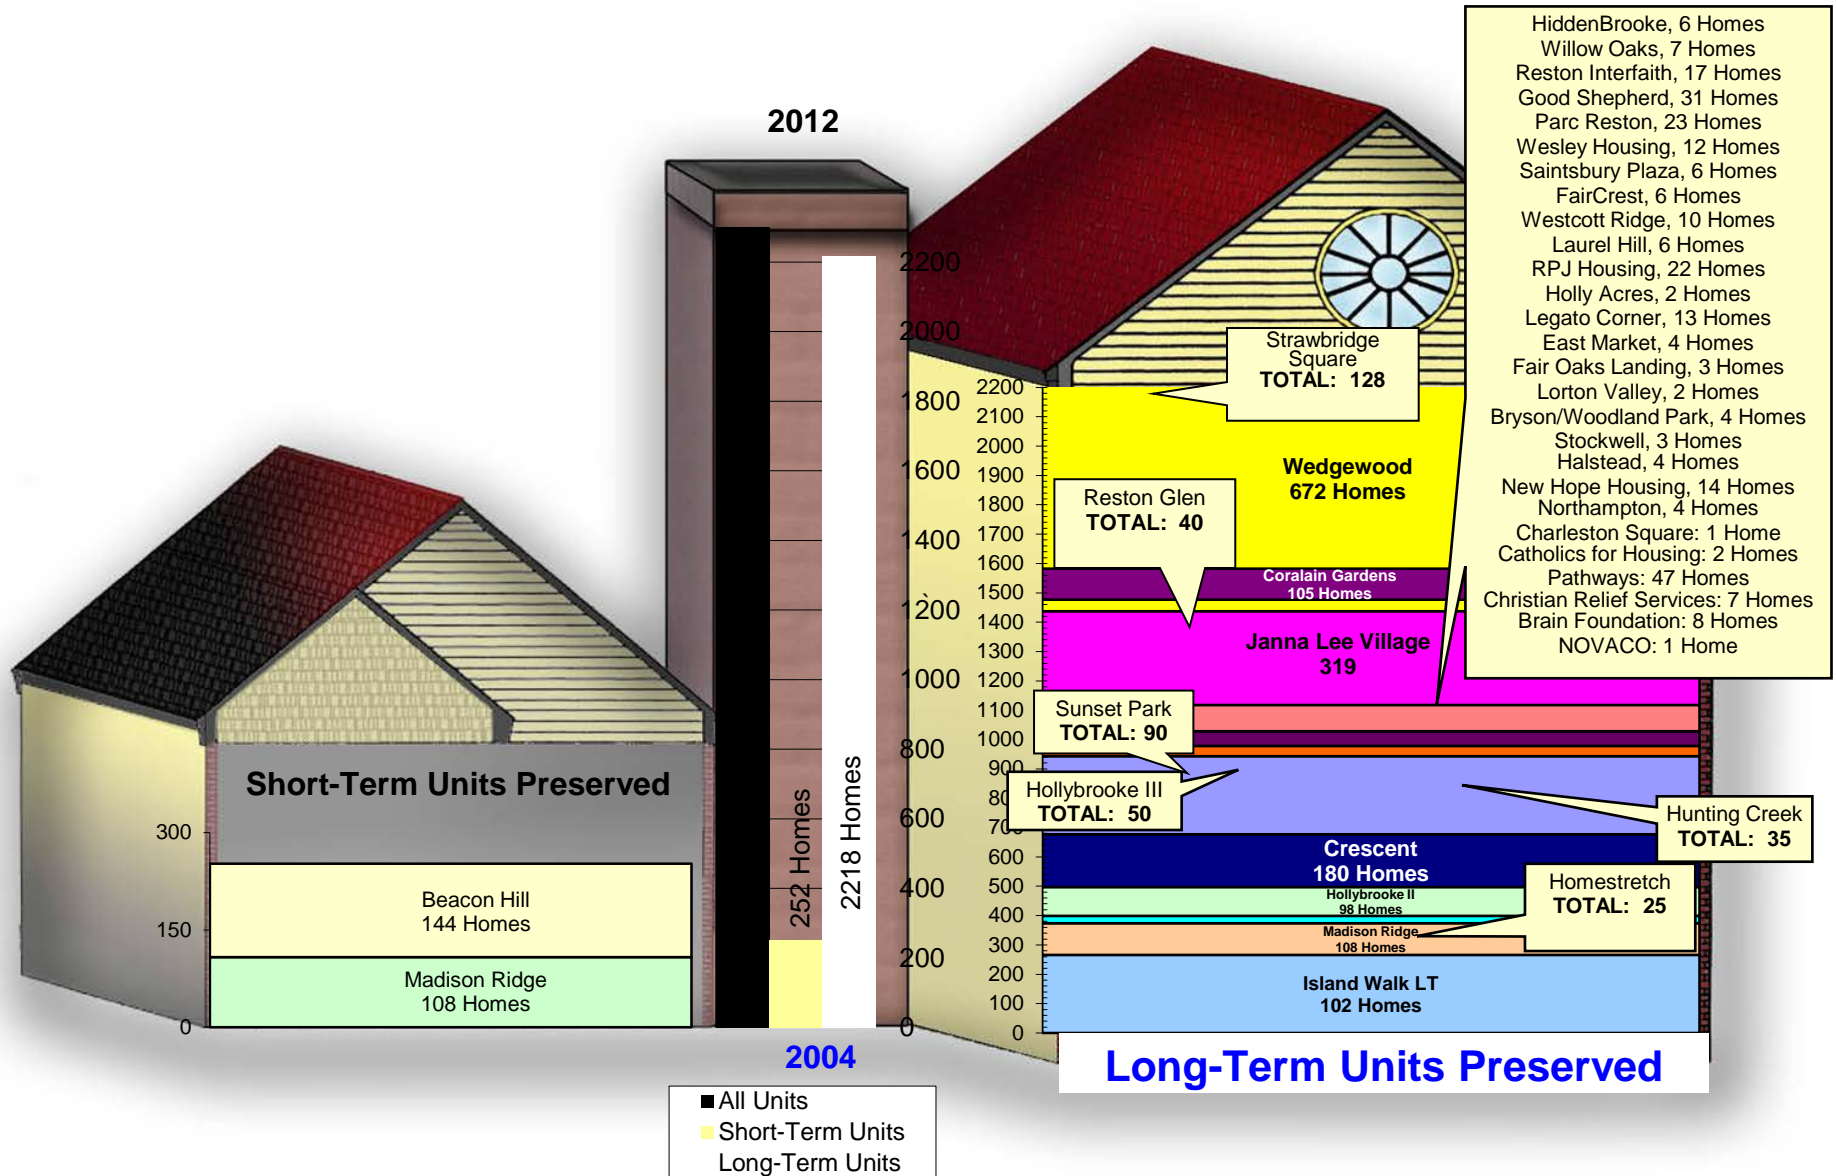 HiddenBrooke, 6 Homes
Willow Oaks, 7 Homes
Reston Interfaith, 17 Homes
Good Shepherd, 31 Homes
Parc Reston, 23 Homes
Wesley Housing, 12 Homes
Saintsbury Plaza, 6 Homes
FairCrest, 6 Homes
Westcott Ridge, 10 Homes
Laurel Hill, 6 Homes
RPJ Housing, 22 Homes
Holly Acres, 2 Homes
Legato Corner, 13 Homes
East Market, 4 Homes
Fair Oaks Landing, 3 Homes
Lorton Valley, 2 Homes
Bryson/Woodland Park, 4 Homes
Stockwell, 3 Homes
Halstead, 4 Homes
New Hope Housing, 14 Homes
Northampton, 4 Homes
Charleston Square: 1 Home
Catholics for Housing: 2 Homes
Pathways: 47 Homes
Christian Relief Services: 7 Homes
Brain Foundation: 8 Homes
NOVACO: 1 Home
2012
2200
2000
1800
1600
1400
1200
1000
800
600
400
200
0
252 Homes
2218 Homes
2004
All Units
Short-Term Units
Long-Term Units
Short-Term Units Preserved
300
150
0
Beacon Hill
144 Homes
Madison Ridge
108 Homes
2200
2100
2000
1900
1800
1700
1600
1500
1400
1300
1200
1100
1000
900
80
700
600
500
400
300
200
100
0
Strawbridge
Square
TOTAL: 128
Wedgewood
672 Homes
Reston Glen
TOTAL: 40
Coralain Gardens
105 Homes
Janna Lee Village
319
Sunset Park
TOTAL: 90
Hollybrooke III
TOTAL: 50
Hunting Creek
TOTAL: 35
Crescent
180 Homes
Hollybrooke II
98 Homes
Homestretch
TOTAL: 25
Madison Ridge
108 Homes
Island Walk LT
102 Homes
Long-Term Units Preserved